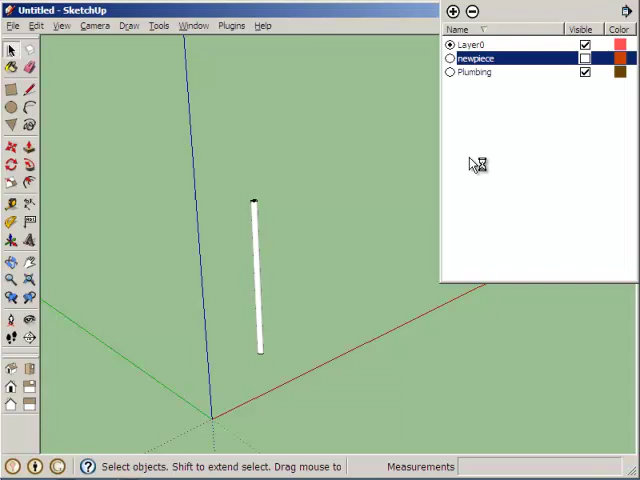 Untitled - SketchUp
File Edit View Camera Draw Tools Window Plugins Help
Name Visible Color
Layer0
newpiece
Plumbing
Select objects. Shift to extend select. Drag mouse to
Measurements